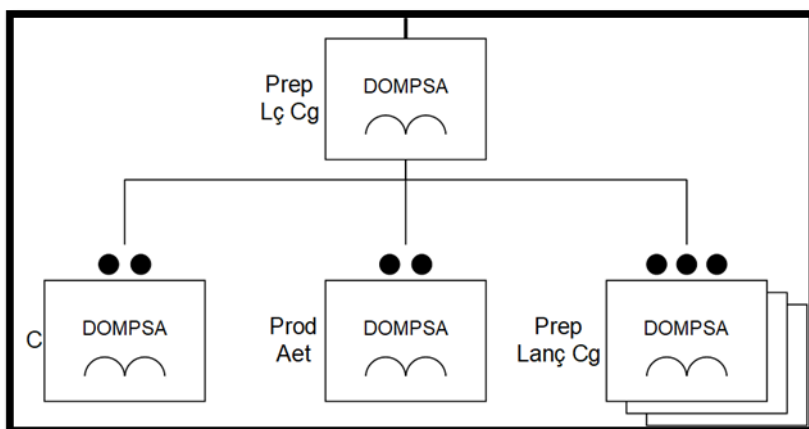 Prep
Lç Cg
DOMPSA
C
DOMPSA
Prod
Aet
DOMPSA
Prep
Lanç Cg
DOMPSA